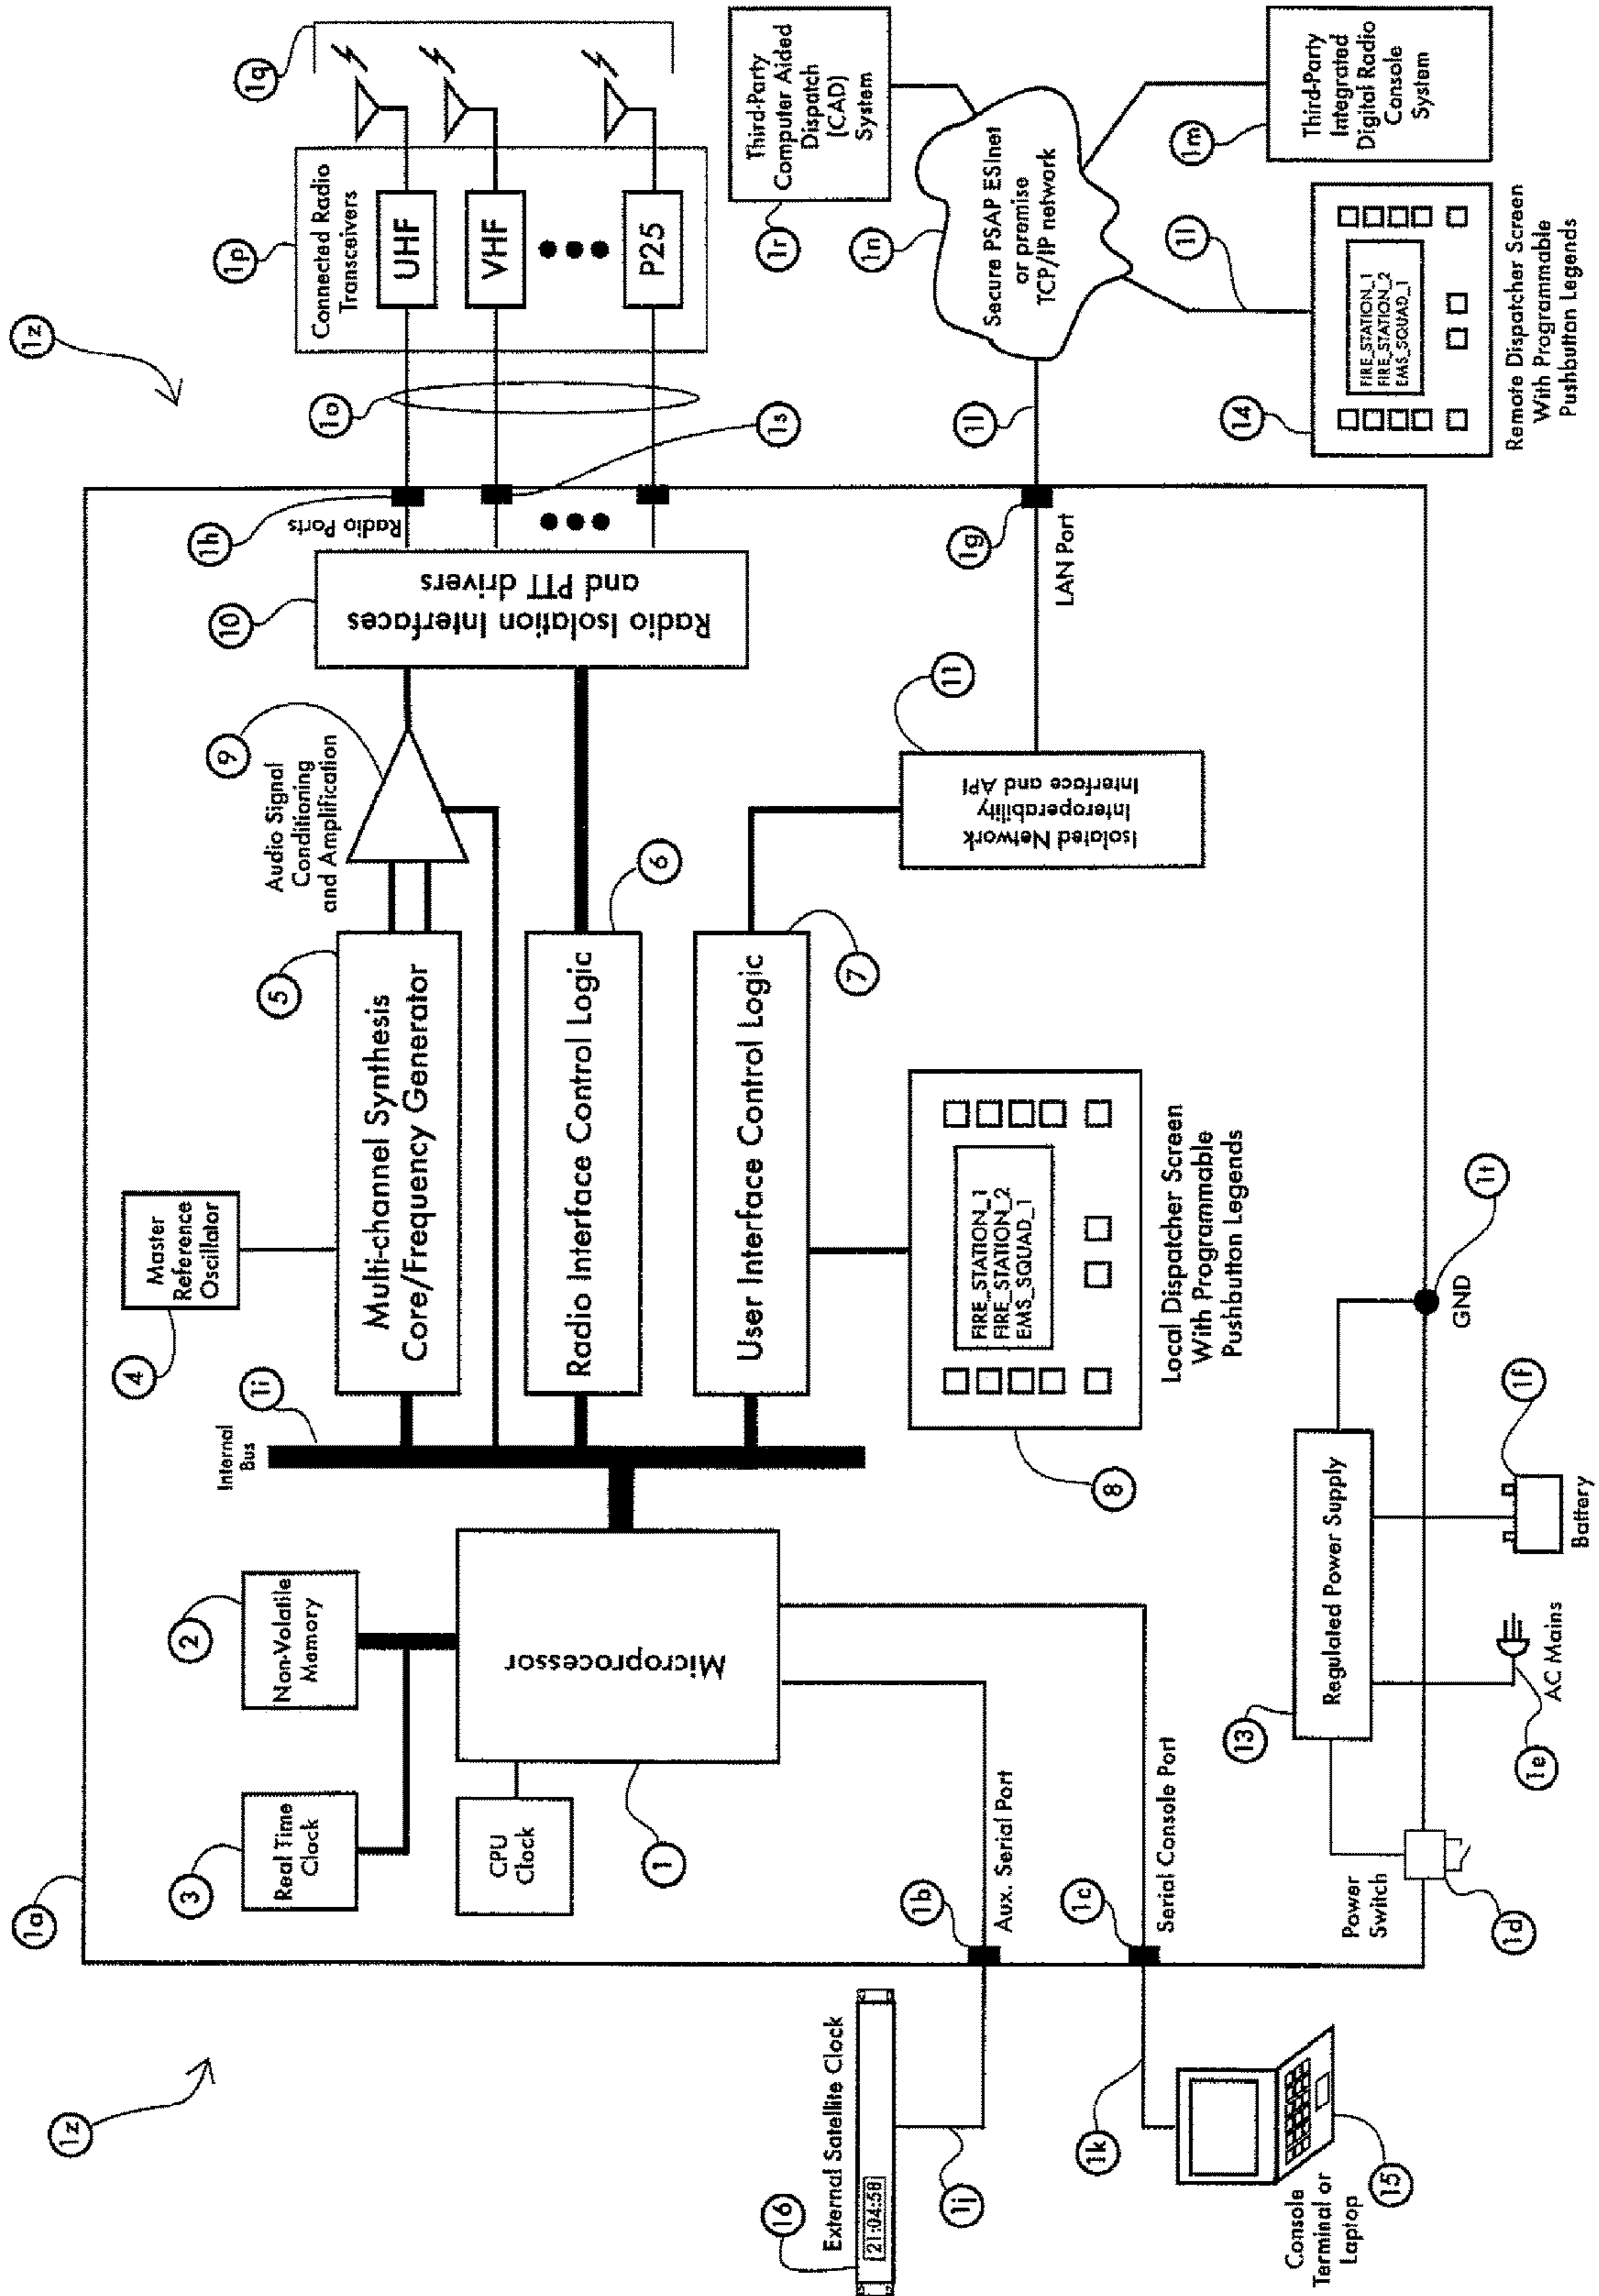 1z
1z
1a
3
Real Time
Clock
2
Non-Volatile
Memory
CPU
Clock
1
Microprocessor
Internal
Bus
1i
4
Master
Reference
Oscillator
5
Multi-channel Synthesis
Core/Frequency Generator
6
Radio Interface Control Logic
7
User Interface Control Logic
9
Audio Signal
Conditioning
and Amplification
10
Radio Isolation Interfaces
and PTT drivers
1h
Radio Ports
1s
1o
1p
Connected Radio
Transceivers
UHF
VHF
P25
1q
8
FIRE_STATION_1
FIRE_STATION_2
EMS_SQUAD_1
Local Dispatcher Screen
With Programmable
Pushbutton Legends
11
Isolated Network
Interoperability
Interface and API
1g
LAN Port
1l
1n
Secure PSAP ESInet
or premise
TCP/IP network
1r
Third-Party
Computer Aided
Dispatch
(CAD)
System
1m
Third-Party
Integrated
Digital Radio
Console
System
1l
14
FIRE_STATION_1
FIRE_STATION_2
EMS_SQUAD_1
Remote Dispatcher Screen
With Programmable
Pushbutton Legends
16
External Satellite Clock
21:04:58
1j
1b
Aux. Serial Port
1c
Serial Console Port
1k
15
Console
Terminal or
Laptop
13
Regulated Power Supply
Power
Switch
1d
1e
AC Mains
1f
Battery
1t
GND